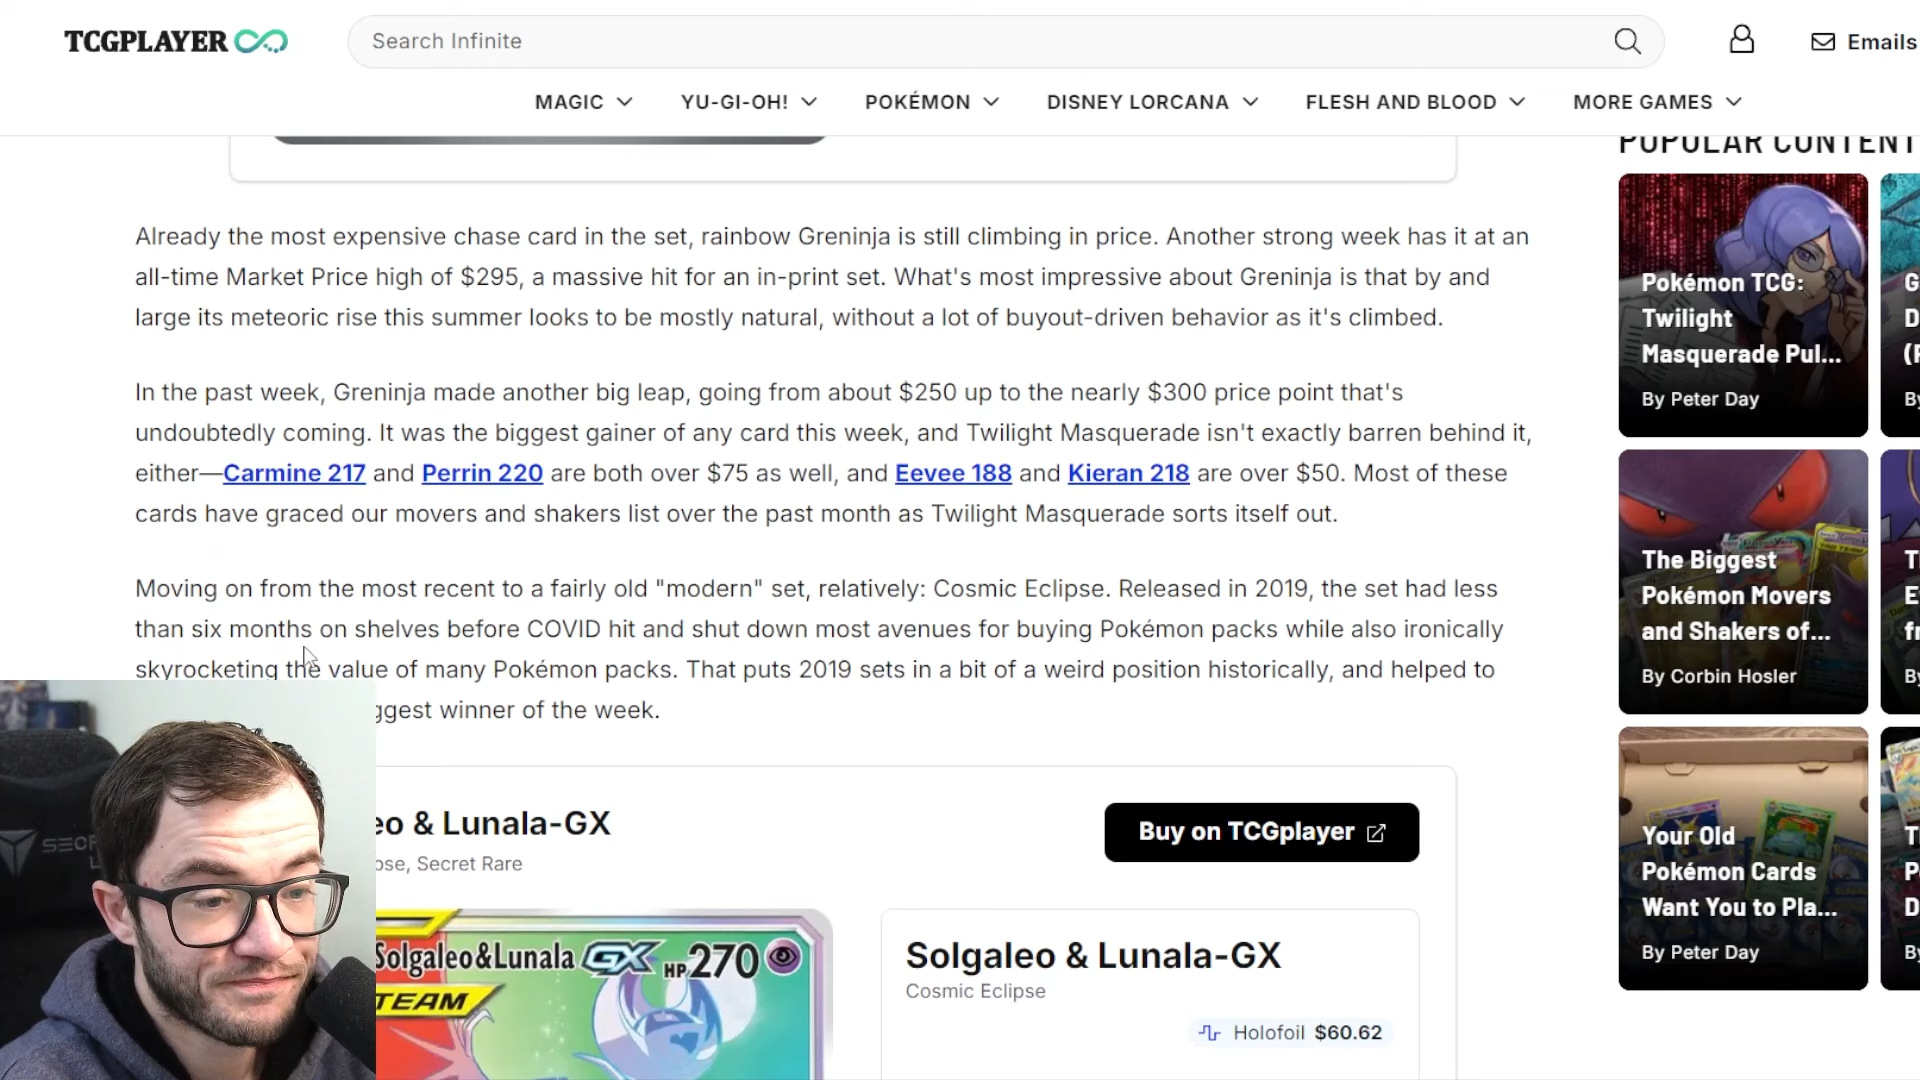 TCGPLAYER
Search Infinite
Emails
MAGIC
YU-GI-OH!
POKÉMON
DISNEY LORCANA
FLESH AND BLOOD
MORE GAMES
POPULAR CONTENT
Already the most expensive chase card in the set, rainbow Greninja is still climbing in price. Another strong week has it at an
all-time Market Price high of $295, a massive hit for an in-print set. What's most impressive about Greninja is that by and
large its meteoric rise this summer looks to be mostly natural, without a lot of buyout-driven behavior as it's climbed.
In the past week, Greninja made another big leap, going from about $250 up to the nearly $300 price point that's
undoubtedly coming. It was the biggest gainer of any card this week, and Twilight Masquerade isn't exactly barren behind it,
either—Carmine 217 and Perrin 220 are both over $75 as well, and Eevee 188 and Kieran 218 are over $50. Most of these
cards have graced our movers and shakers list over the past month as Twilight Masquerade sorts itself out.
Moving on from the most recent to a fairly old "modern" set, relatively: Cosmic Eclipse. Released in 2019, the set had less
than six months on shelves before COVID hit and shut down most avenues for buying Pokémon packs while also ironically
skyrocketing the value of many Pokémon packs. That puts 2019 sets in a bit of a weird position historically, and helped to
ggest winner of the week.
eo & Lunala-GX
pse, Secret Rare
Buy on TCGplayer
Solgaleo&Lunala GX HP270
TEAM
Solgaleo & Lunala-GX
Cosmic Eclipse
Holofoil $60.62
Pokémon TCG:
Twilight
Masquerade Pul...
By Peter Day
The Biggest
Pokémon Movers
and Shakers of...
By Corbin Hosler
Your Old
Pokémon Cards
Want You to Pla...
By Peter Day